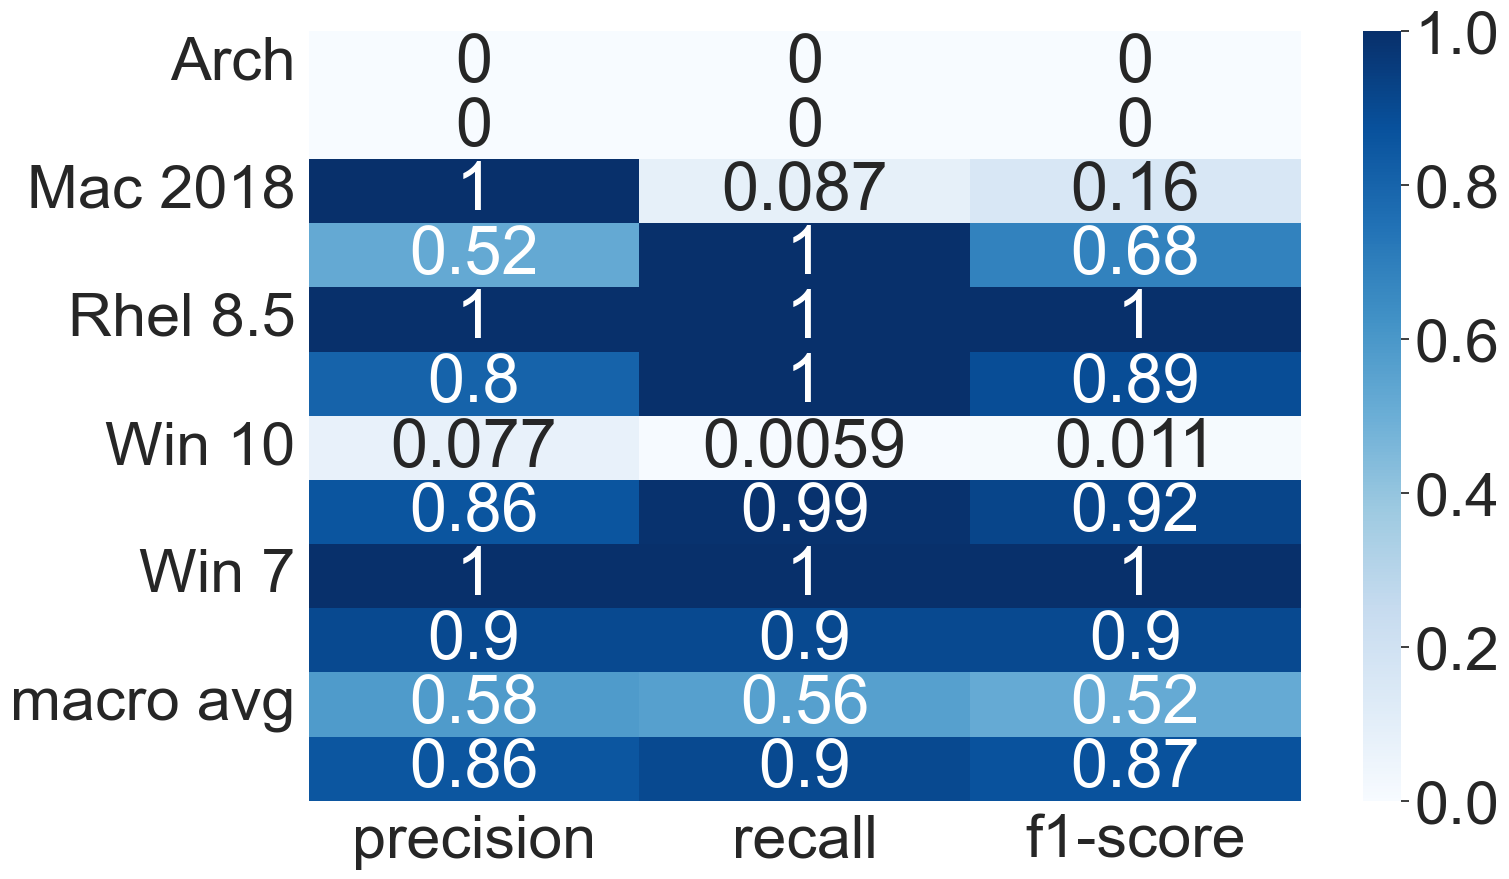 1.0
Arch 0 0 0
0 0 0
Mac 2018 1 0.087 0.16 0.8
0.52 1 0.68
Rhel 8.5 1 1 1 0.6
0.8 1 0.89
Win 10 0.077 0.0059 0.011 0.4
0.86 0.99 0.92
Win 7 1 1 1
0.9 0.9 0.9 0.2
macro avg 0.58 0.56 0.52
0.86 0.9 0.87 0.0
precision recall f1-score